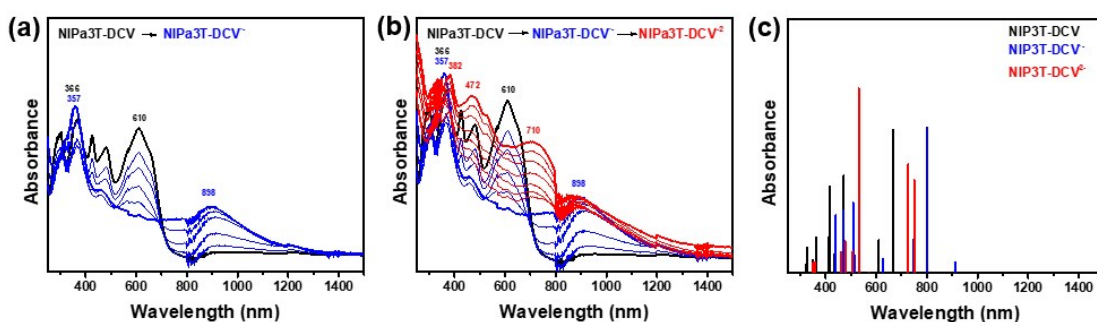 (a)
NIPa3T-DCV → NIPa3T-DCV·-
366
357
610
898
Absorbance
400 600 800 1000 1200 1400
Wavelength (nm)
(b)
NIPa3T-DCV → NIPa3T-DCV·- → NIPa3T-DCV-2
366
357
382
472
610
710
898
Absorbance
400 600 800 1000 1200 1400
Wavelength (nm)
(c)
NIP3T-DCV
NIP3T-DCV·-
NIP3T-DCV2-
Absorbance
400 600 800 1000 1200 1400
Wavelength (nm)